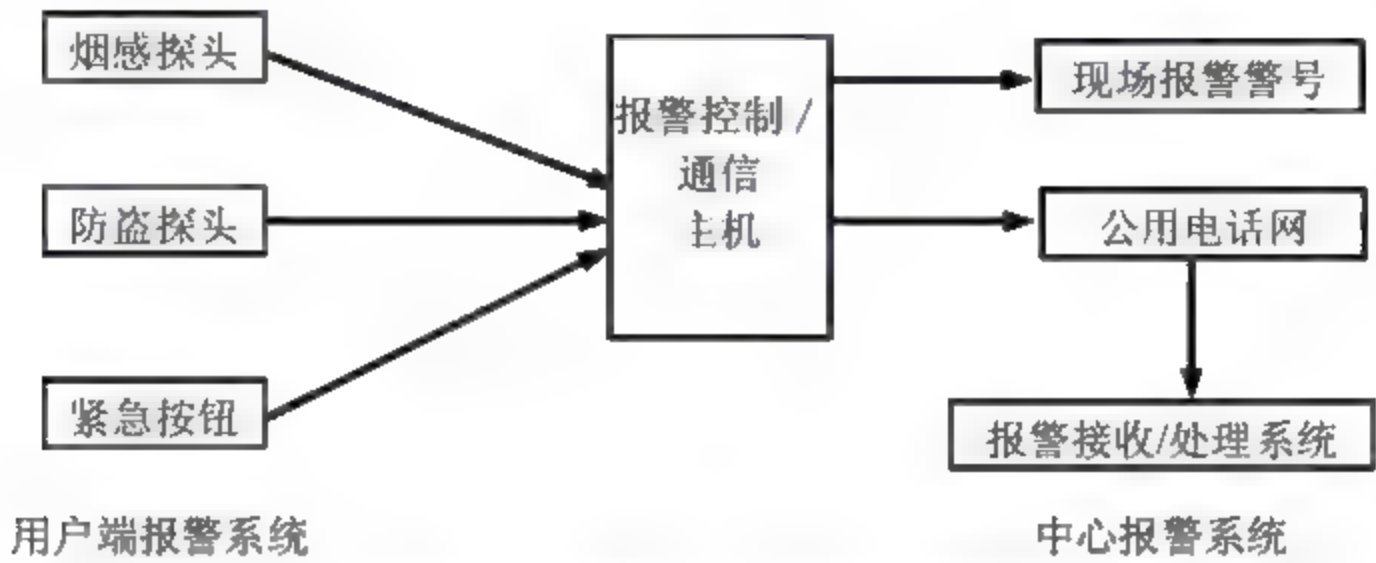 烟感探头
防盗探头
紧急按钮
用户端报警系统
报警控制/
通信
主机
现场报警警号
公用电话网
报警接收/处理系统
中心报警系统